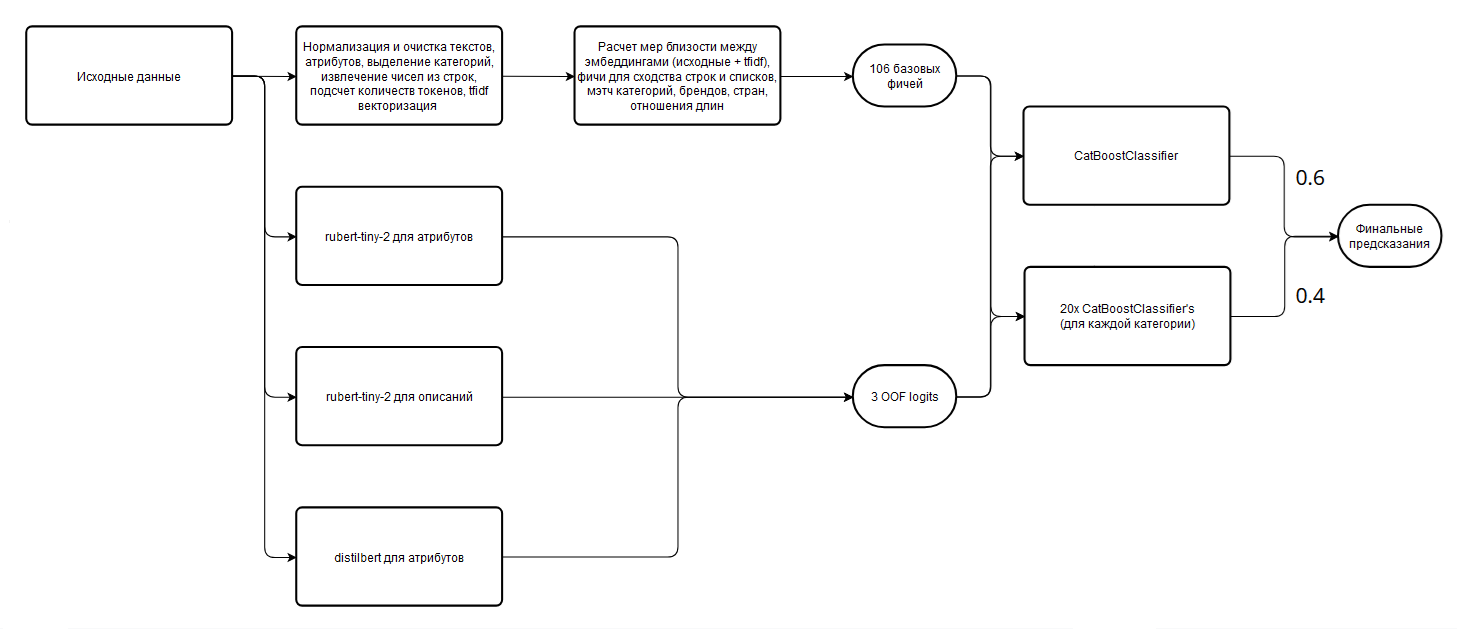 Исходные данные
Нормализация и очистка текстов,
атрибутов, выделение категорий,
извлечение чисел из строк,
подсчет количеств токенов, tfidf
векторизация
Расчет мер близости между
эмбеддингами (исходные + tfidf),
фичи для сходства строк и списков,
мэтч категорий, брендов, стран,
отношения длин
106 базовых
фичей
CatBoostClassifier
0.6
Финальные
предсказания
rubert-tiny-2 для атрибутов
0.4
20x CatBoostClassifier's
(для каждой категории)
rubert-tiny-2 для описаний
3 OOF logits
distilbert для атрибутов